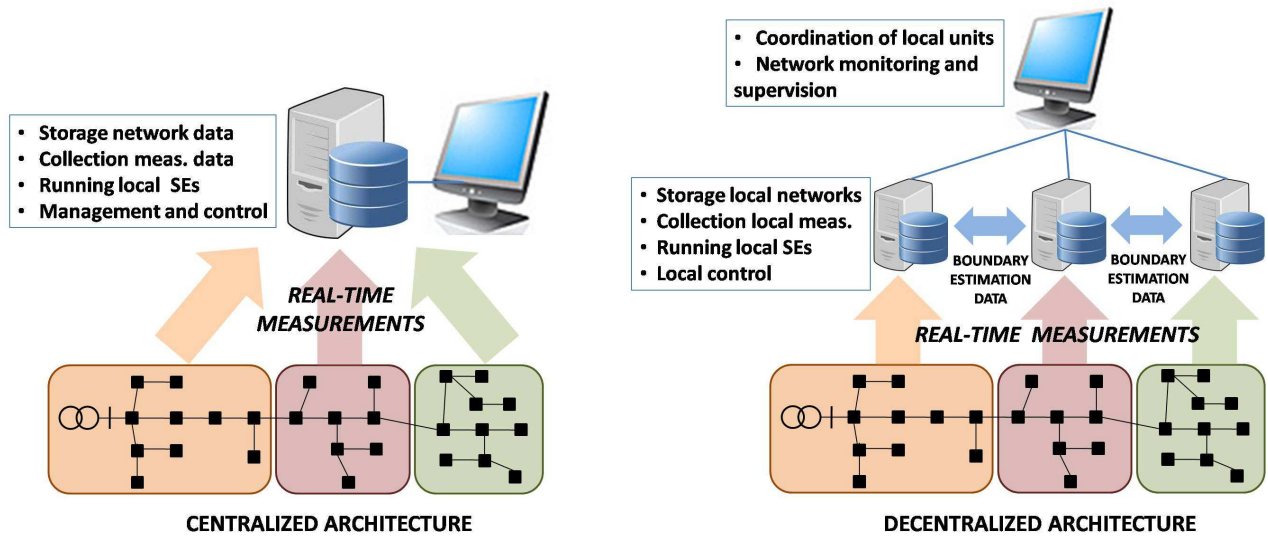 • Storage network data
• Collection meas. data
• Running local SEs
• Management and control
REAL-TIME
MEASUREMENTS
CENTRALIZED ARCHITECTURE
• Coordination of local units
• Network monitoring and
supervision
• Storage local networks
• Collection local meas.
• Running local SEs
• Local control
BOUNDARY
ESTIMATION
DATA
BOUNDARY
ESTIMATION
DATA
REAL-TIME MEASUREMENTS
DECENTRALIZED ARCHITECTURE